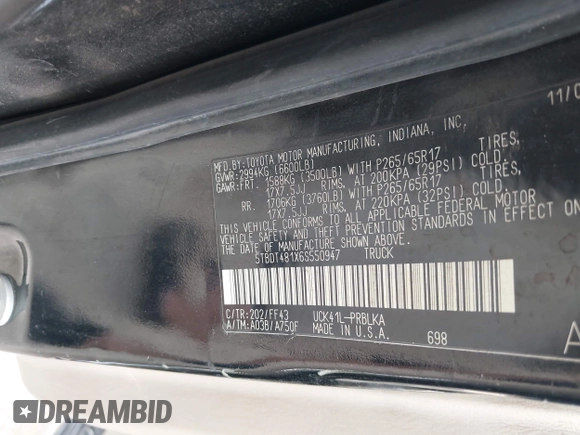 11/0
MFD.BY:TOYOTA MOTOR MANUFACTURING, INDIANA, INC.
GVWR:2994KG (6600LB)
GAWR:FRT. 1588KG (3500LB) WITH P265/65R17 TIRES,
17X7.5JJ RIMS, AT 200KPA (29PSI) COLD.
RR. 1706KG (3760LB) WITH P265/65R17 TIRES,
17X7.5JJ RIMS, AT 220KPA (32PSI) COLD.
THIS VEHICLE CONFORMS TO ALL APPLICABLE FEDERAL MOTOR
VEHICLE SAFETY AND THEFT PREVENTION STANDARDS IN EFFECT
ON THE DATE OF MANUFACTURE SHOWN ABOVE.
5TBDT481X6S550947 TRUCK
C/TR:202/FF43 UCK41L-PRBLKA
A/TM:A03B/A750F MADE IN U.S.A. 698
A
DREAMBID